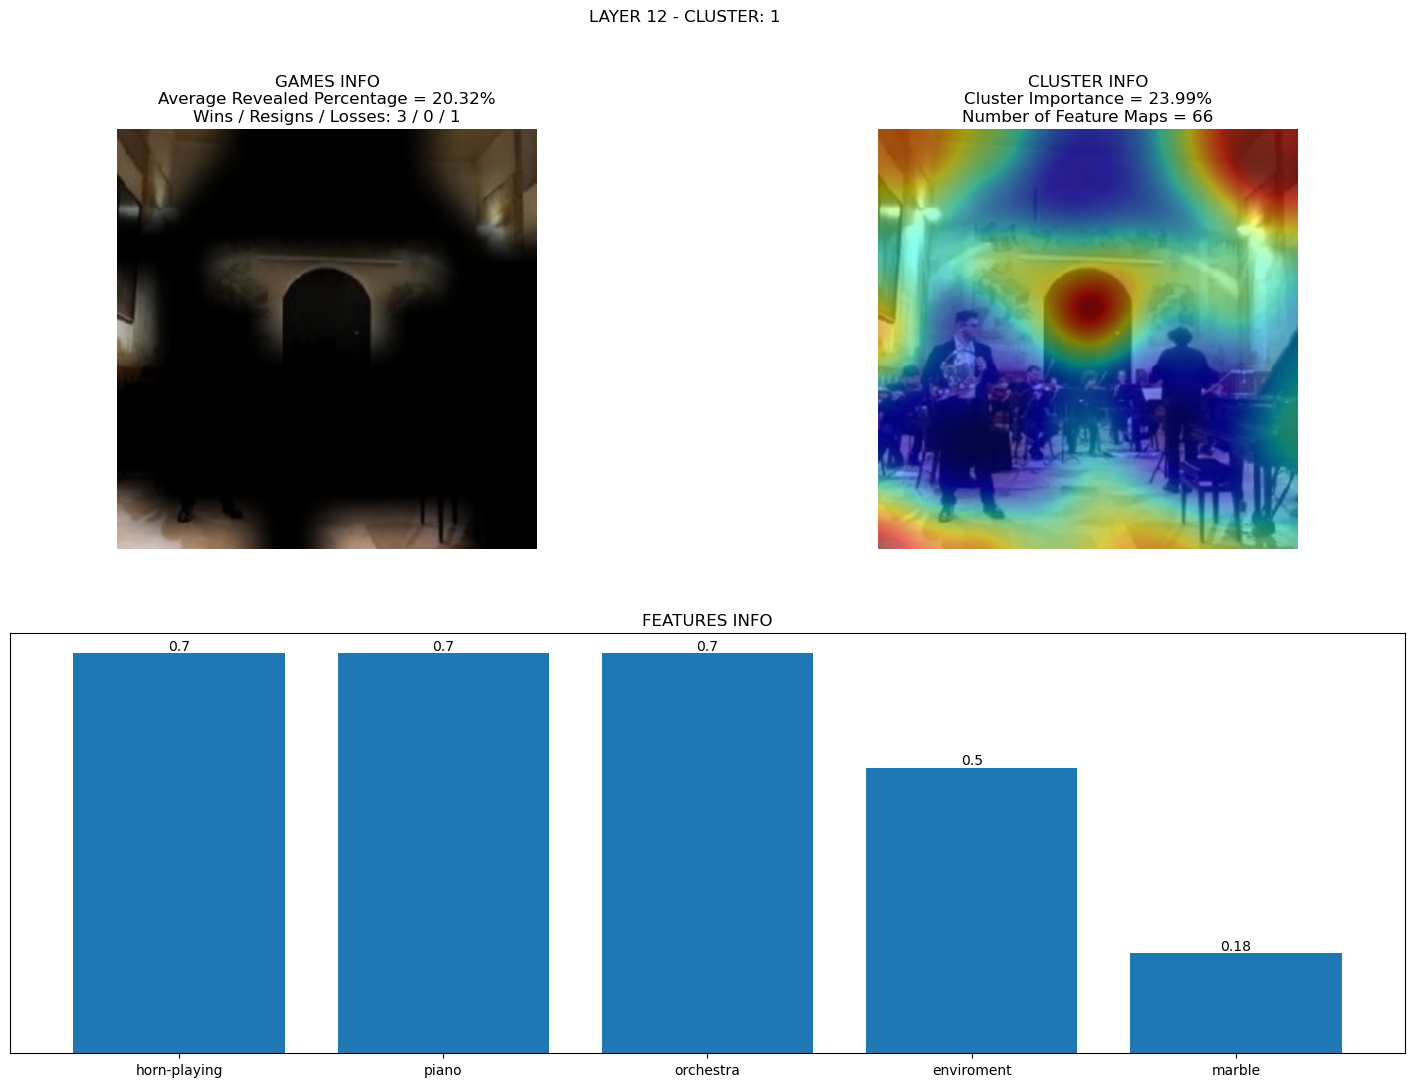 LAYER 12 - CLUSTER: 1
GAMES INFO
Average Revealed Percentage = 20.32%
Wins / Resigns / Losses: 3 / 0 / 1
CLUSTER INFO
Cluster Importance = 23.99%
Number of Feature Maps = 66
FEATURES INFO
0.7
0.7
0.7
0.5
0.18
horn-playing
piano
orchestra
enviroment
marble